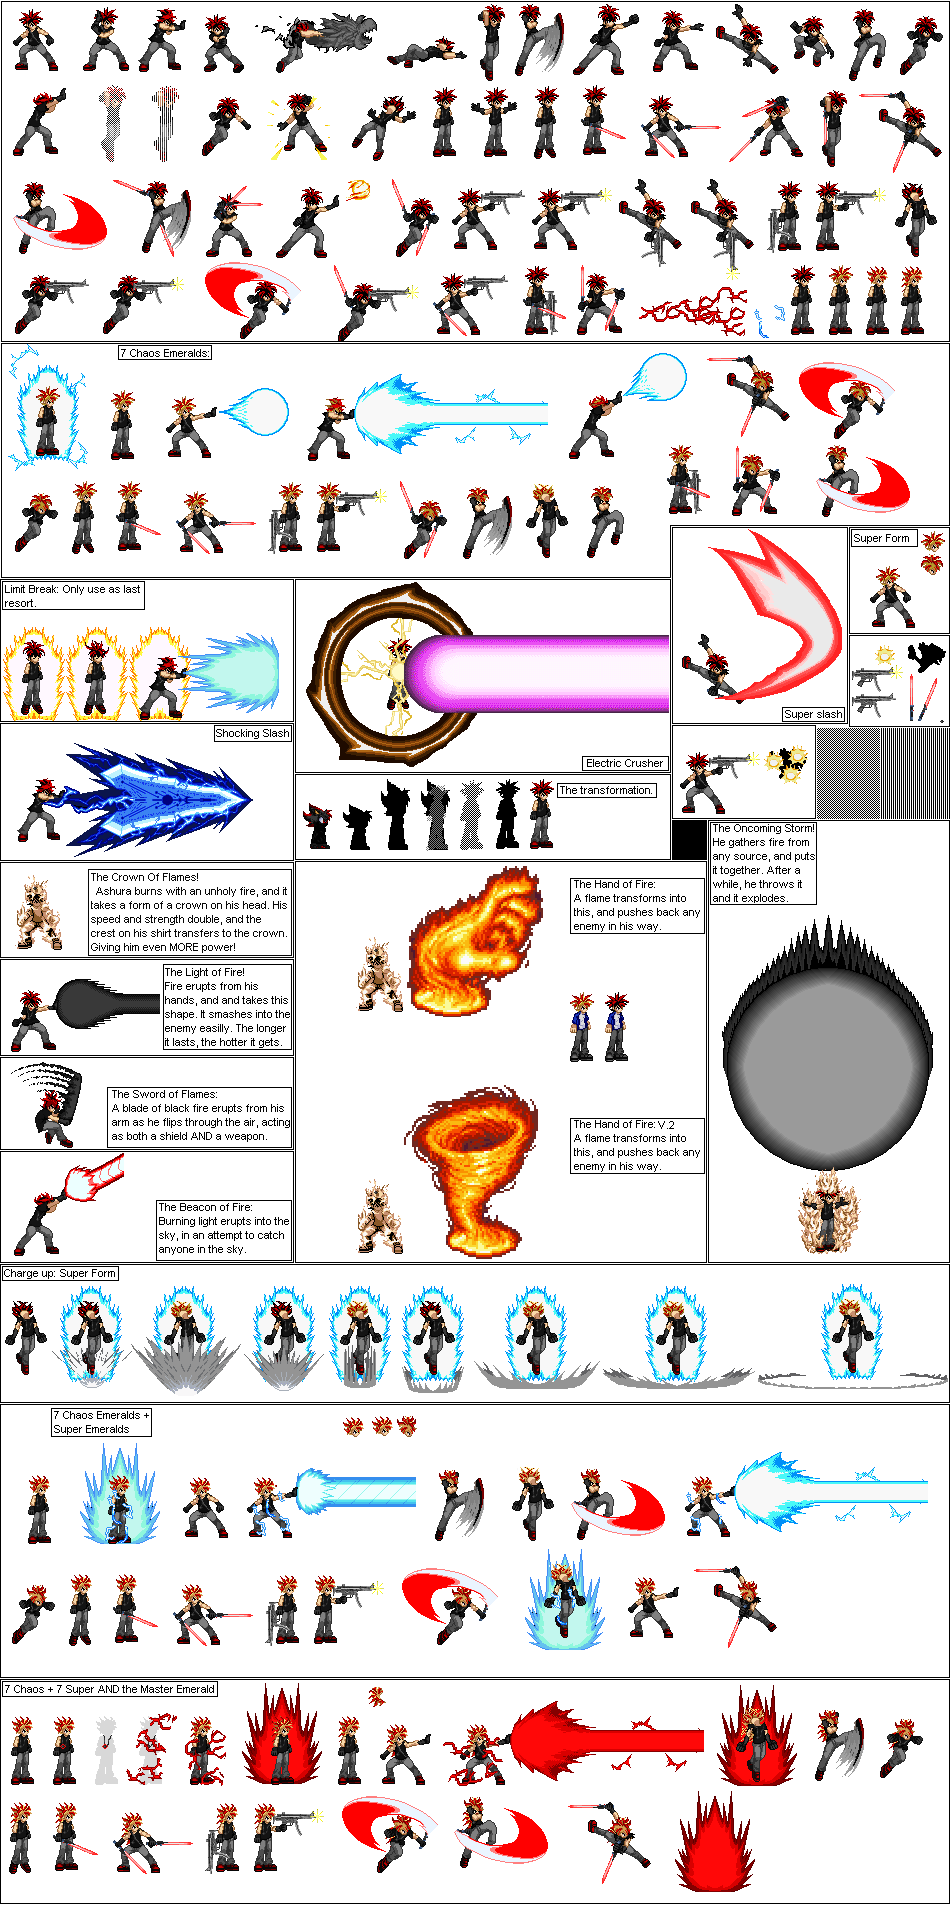 7 Chaos Emeralds:
Super Form
Limit Break: Only use as last
resort.
Super slash
Shocking Slash
Electric Crusher
The transformation.
The Oncoming Storm!
He gathers fire from
any source, and puts
it together. After a
while, he throws it
and it explodes.
The Crown Of Flames!
Ashura burns with an unholy fire, and it
takes a form of a crown on his head. His
speed and strength double, and the
crest on his shirt transfers to the crown.
Giving him even MORE power!
The Hand of Fire:
A flame transforms into
this, and pushes back any
enemy in his way.
The Light of Fire!
Fire erupts from his
hands, and and takes this
shape. It smashes into the
enemy easilly. The longer
it lasts, the hotter it gets.
The Sword of Flames:
A blade of black fire erupts from his
arm as he flips through the air, acting
as both a shield AND a weapon.
The Hand of Fire: V.2
A flame transforms into
this, and pushes back any
enemy in his way.
The Beacon of Fire:
Burning light erupts into the
sky, in an attempt to catch
anyone in the sky.
Charge up: Super Form
7 Chaos Emeralds +
Super Emeralds
7 Chaos + 7 Super AND the Master Emerald